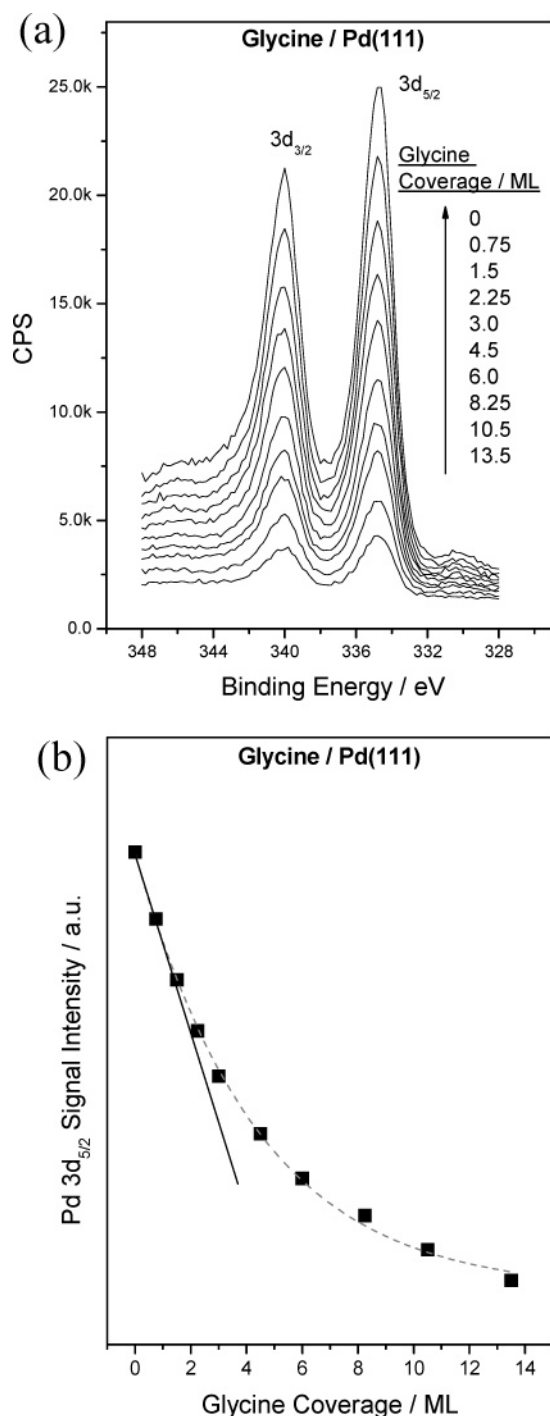 (a)
Glycine / Pd(111)
3d5/2
3d3/2
Glycine
Coverage / ML
0
0.75
1.5
2.25
3.0
4.5
6.0
8.25
10.5
13.5
25.0k
20.0k
15.0k
10.0k
5.0k
0.0
CPS
348 344 340 336 332 328
Binding Energy / eV
(b)
Glycine / Pd(111)
Pd 3d5/2 Signal Intensity / a.u.
0 2 4 6 8 10 12 14
Glycine Coverage / ML